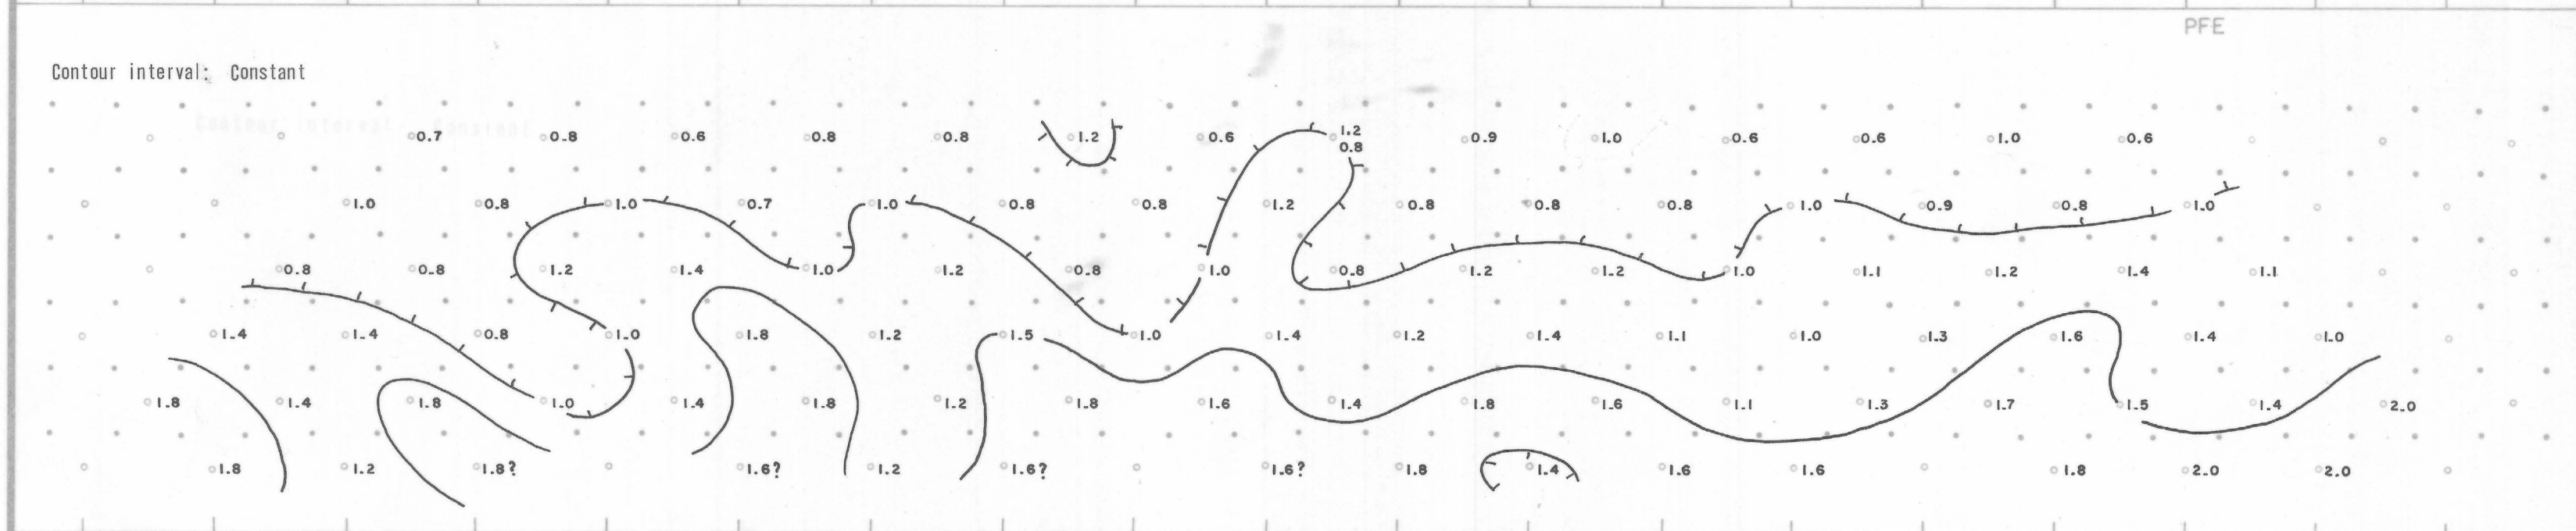 PFE
Contour interval: Constant
0.7 0.8 0.6 0.8 0.8 1.2 0.6 1.2 0.9 1.0 0.6 0.6 1.0 0.6
0.8
1.0 0.8 1.0 0.7 1.0 0.8 0.8 1.2 0.8 0.8 0.8 1.0 0.9 0.8 1.0
0.8 0.8 1.2 1.4 1.0 1.2 0.8 1.0 0.8 1.2 1.2 1.0 1.1 1.2 1.4 1.1
1.4 1.4 0.8 1.0 1.8 1.2 1.5 1.0 1.4 1.2 1.4 1.1 1.0 1.3 1.6 1.4 1.0
1.8 1.4 1.8 1.0 1.4 1.8 1.2 1.8 1.6 1.4 1.8 1.6 1.1 1.3 1.7 1.5 1.4 2.0
1.8 1.2 1.8? 1.6? 1.2 1.6? 1.6? 1.8 1.4 1.6 1.6 1.8 2.0 2.0